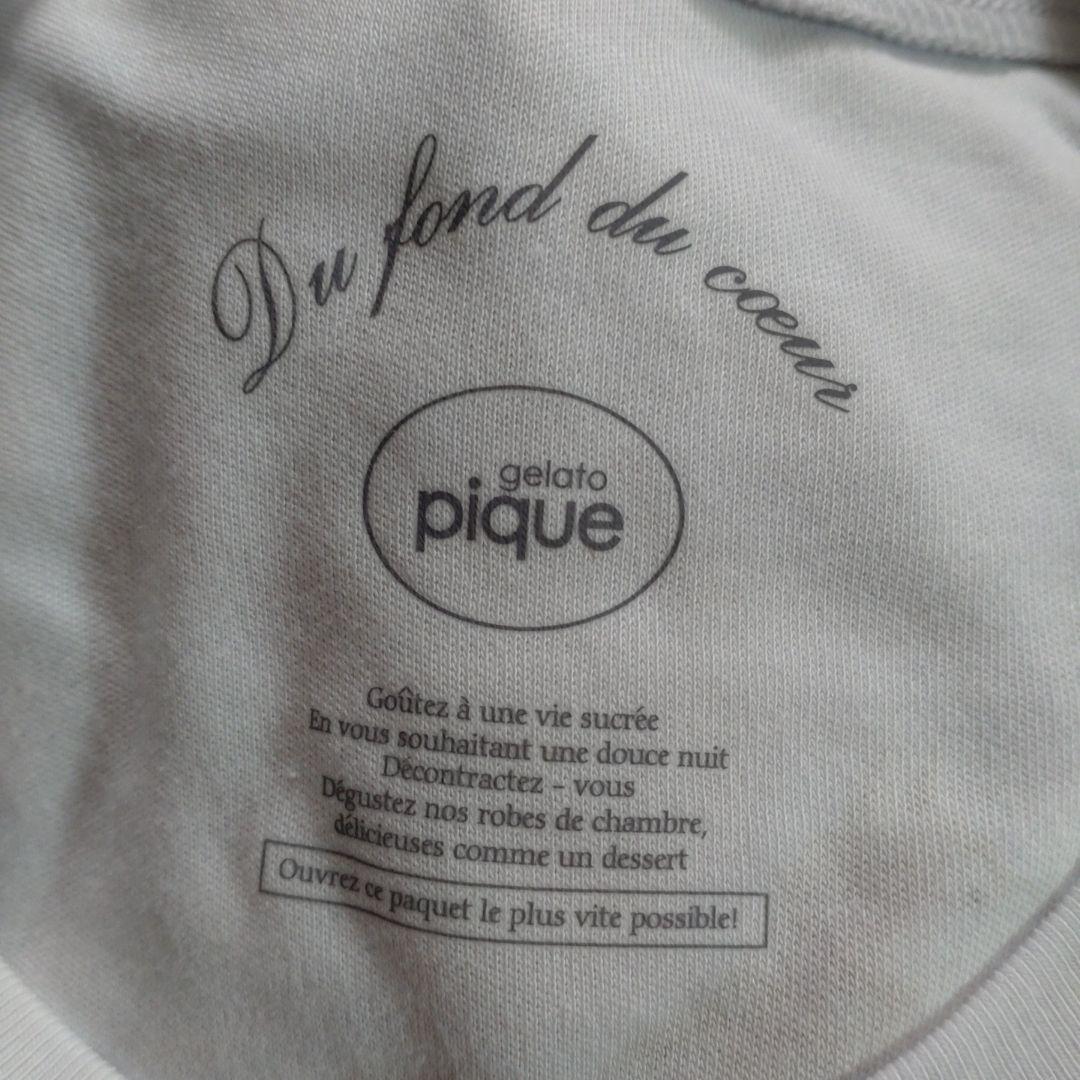 Du fond du cœur
gelato
pique
Goûtez à une vie sucrée
En vous souhaitant une douce nuit
Décontractez - vous
Dégustez nos robes de chambre,
délicieuses comme un dessert
Ouvrez ce paquet le plus vite possible!